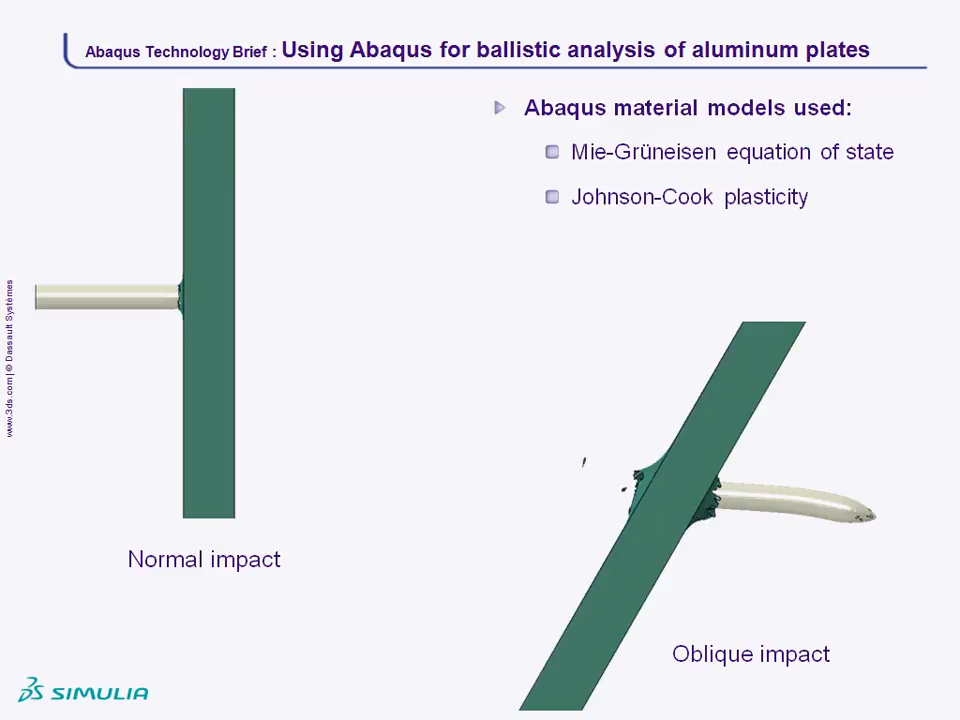 Abaqus Technology Brief : Using Abaqus for ballistic analysis of aluminum plates
Abaqus material models used:
Mie-Grüneisen equation of state
Johnson-Cook plasticity
www.3ds.com | © Dassault Systèmes
Normal impact
Oblique impact
SIMULIA